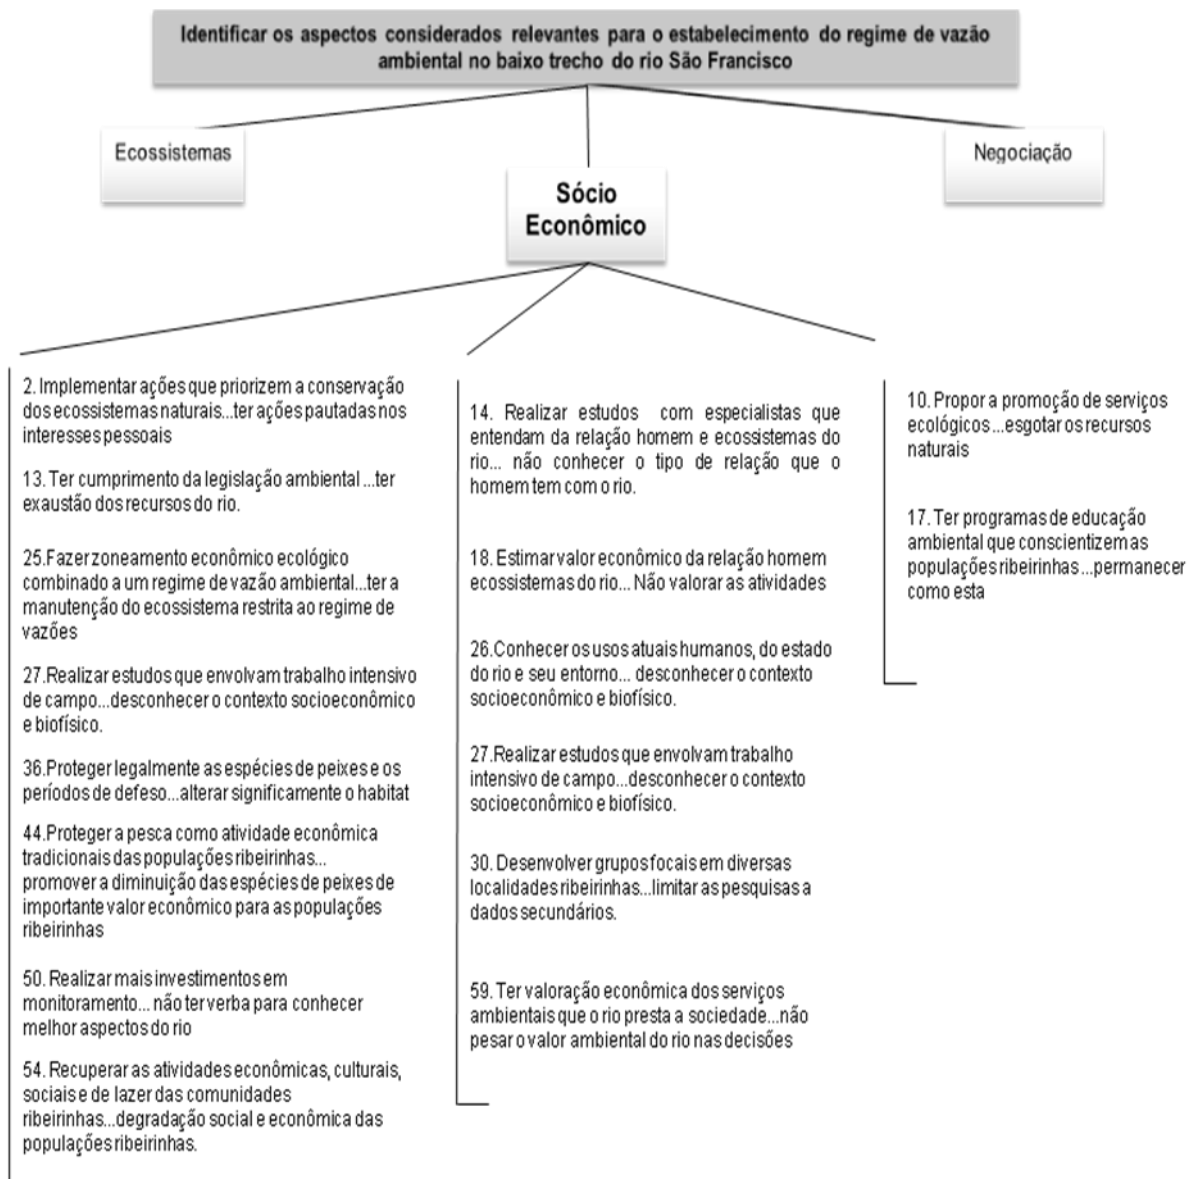 Identificar os aspectos considerados relevantes para o estabelecimento do regime de vazão
ambiental no baixo trecho do rio São Francisco
Ecossistemas
Sócio
Econômico
Negociação
2. Implementar ações que priorizem a conservação
dos ecossistemas naturais...ter ações pautadas nos
interesses pessoais
13. Ter cumprimento da legislação ambiental ...ter
exaustão dos recursos do rio.
25.Fazer zoneamento econômico ecológico
combinado a um regime de vazão ambiental...ter a
manutenção do ecossistema restrita ao regime de
vazões
27.Realizar estudos que envolvam trabalho intensivo
de campo...desconhecer o contexto socioeconômico
e biofísico.
36.Proteger legalmente as espécies de peixes e os
períodos de defeso...alterar significamente o habitat
44.Proteger a pesca como atividade econômica
tradicionais das populações ribeirinhas...
promover a diminuição das espécies de peixes de
importante valor econômico para as populações
ribeirinhas
50. Realizar mais investimentos em
monitoramento... não ter verba para conhecer
melhor aspectos do rio
54. Recuperar as atividades econômicas, culturais,
sociais e de lazer das comunidades
ribeirinhas...degradação social e econômica das
populações ribeirinhas.
14. Realizar estudos com especialistas que
entendam da relação homem e ecossistemas do
rio... não conhecer o tipo de relação que o
homem tem com o rio.
18. Estimar valor econômico da relação homem
ecossistemas do rio... Não valorar as atividades
26.Conhecer os usos atuais humanos, do estado
do rio e seu entorno... desconhecer o contexto
socioeconômico e biofísico.
27.Realizar estudos que envolvam trabalho
intensivo de campo...desconhecer o contexto
socioeconômico e biofísico.
30. Desenvolver grupos focais em diversas
localidades ribeirinhas...limitar as pesquisas a
dados secundários.
59. Ter valoração econômica dos serviços
ambientais que o rio presta a sociedade...não
pesar o valor ambiental do rio nas decisões
10. Propor a promoção de serviços
ecológicos ...esgotar os recursos
naturais
17. Ter programas de educação
ambiental que conscientizem as
populações ribeirinhas ...permanecer
como esta